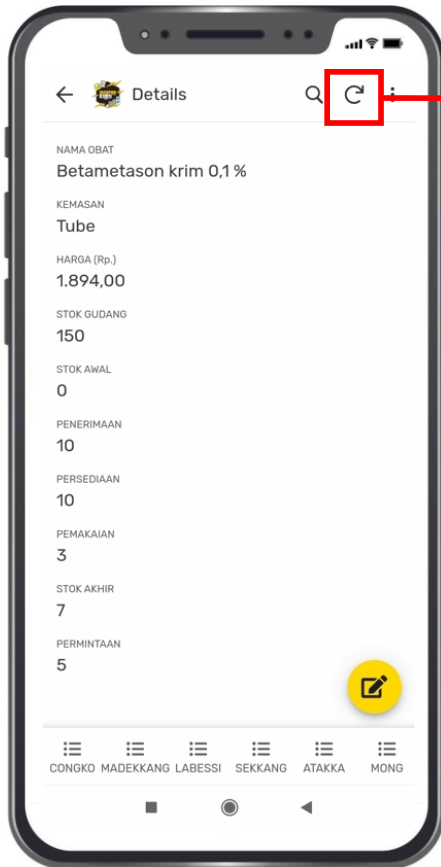 Details
NAMA OBAT
Betametason krim 0,1 %
KEMASAN
Tube
HARGA (Rp.)
1.894,00
STOK GUDANG
150
STOK AWAL
0
PENERIMAAN
10
PERSEDIAAN
10
PEMAKAIAN
3
STOK AKHIR
7
PERMINTAAN
5
CONGKO MADEKKANG LABESSI SEKKANG ATAKKA MONG